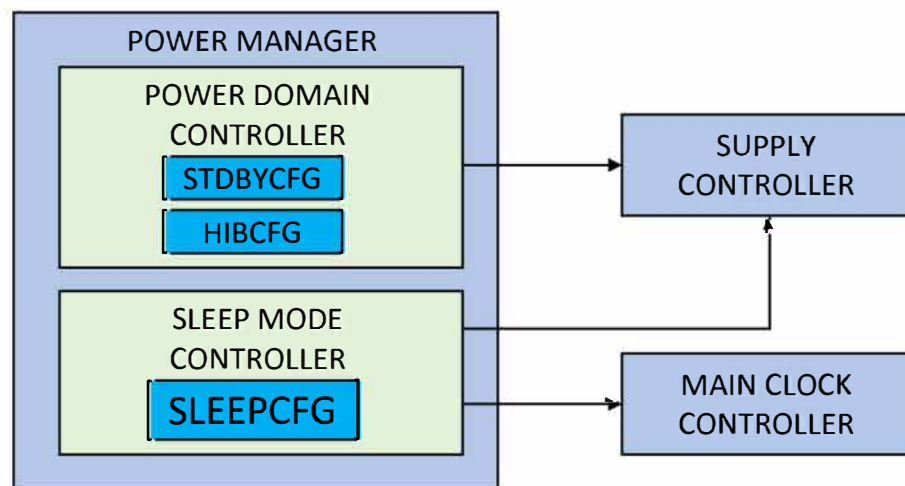 POWER MANAGER
POWER DOMAIN
CONTROLLER
STDBYCFG
HIBCFG
SLEEP MODE
CONTROLLER
SLEEPCFG
SUPPLY
CONTROLLER
MAIN CLOCK
CONTROLLER